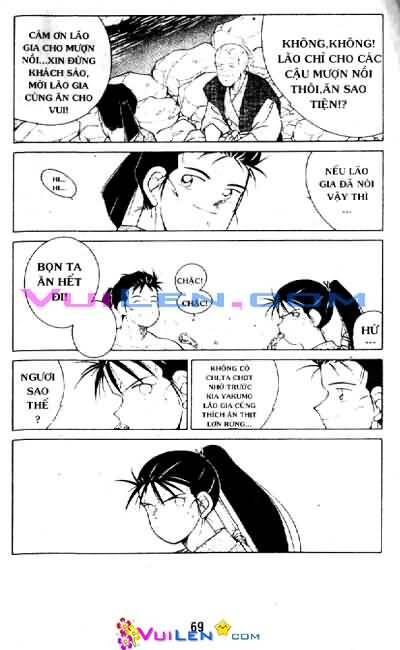 CẢM ƠN LÃO
GIA CHO MƯỢN
NỒI...XIN ĐỪNG
KHÁCH SÁO,
MỜI LÃO GIA
CÙNG ĂN CHO
VUI!
KHÔNG,KHÔNG!
LÃO CHỈ CHO CÁC
CẬU MƯỢN NỒI
THÔI,ĂN SAO
TIỆN!?
HI...
HI...
NẾU LÃO
GIA ĐÃ NÓI
VẬY THÌ
...
BỌN TA
ĂN HẾT
ĐI!
CHẶC!
CHẶC!
HỪ
...
VUILEN.COM
NGƯƠI
SAO
THẾ
?
KHÔNG CÓ
CHI,TA CHỢT
NHỚ TRƯỚC
KIA YAKUMO
LÃO GIA CŨNG
THÍCH ĂN THỊT
LỢN RỪNG...
69
VUILEN.COM